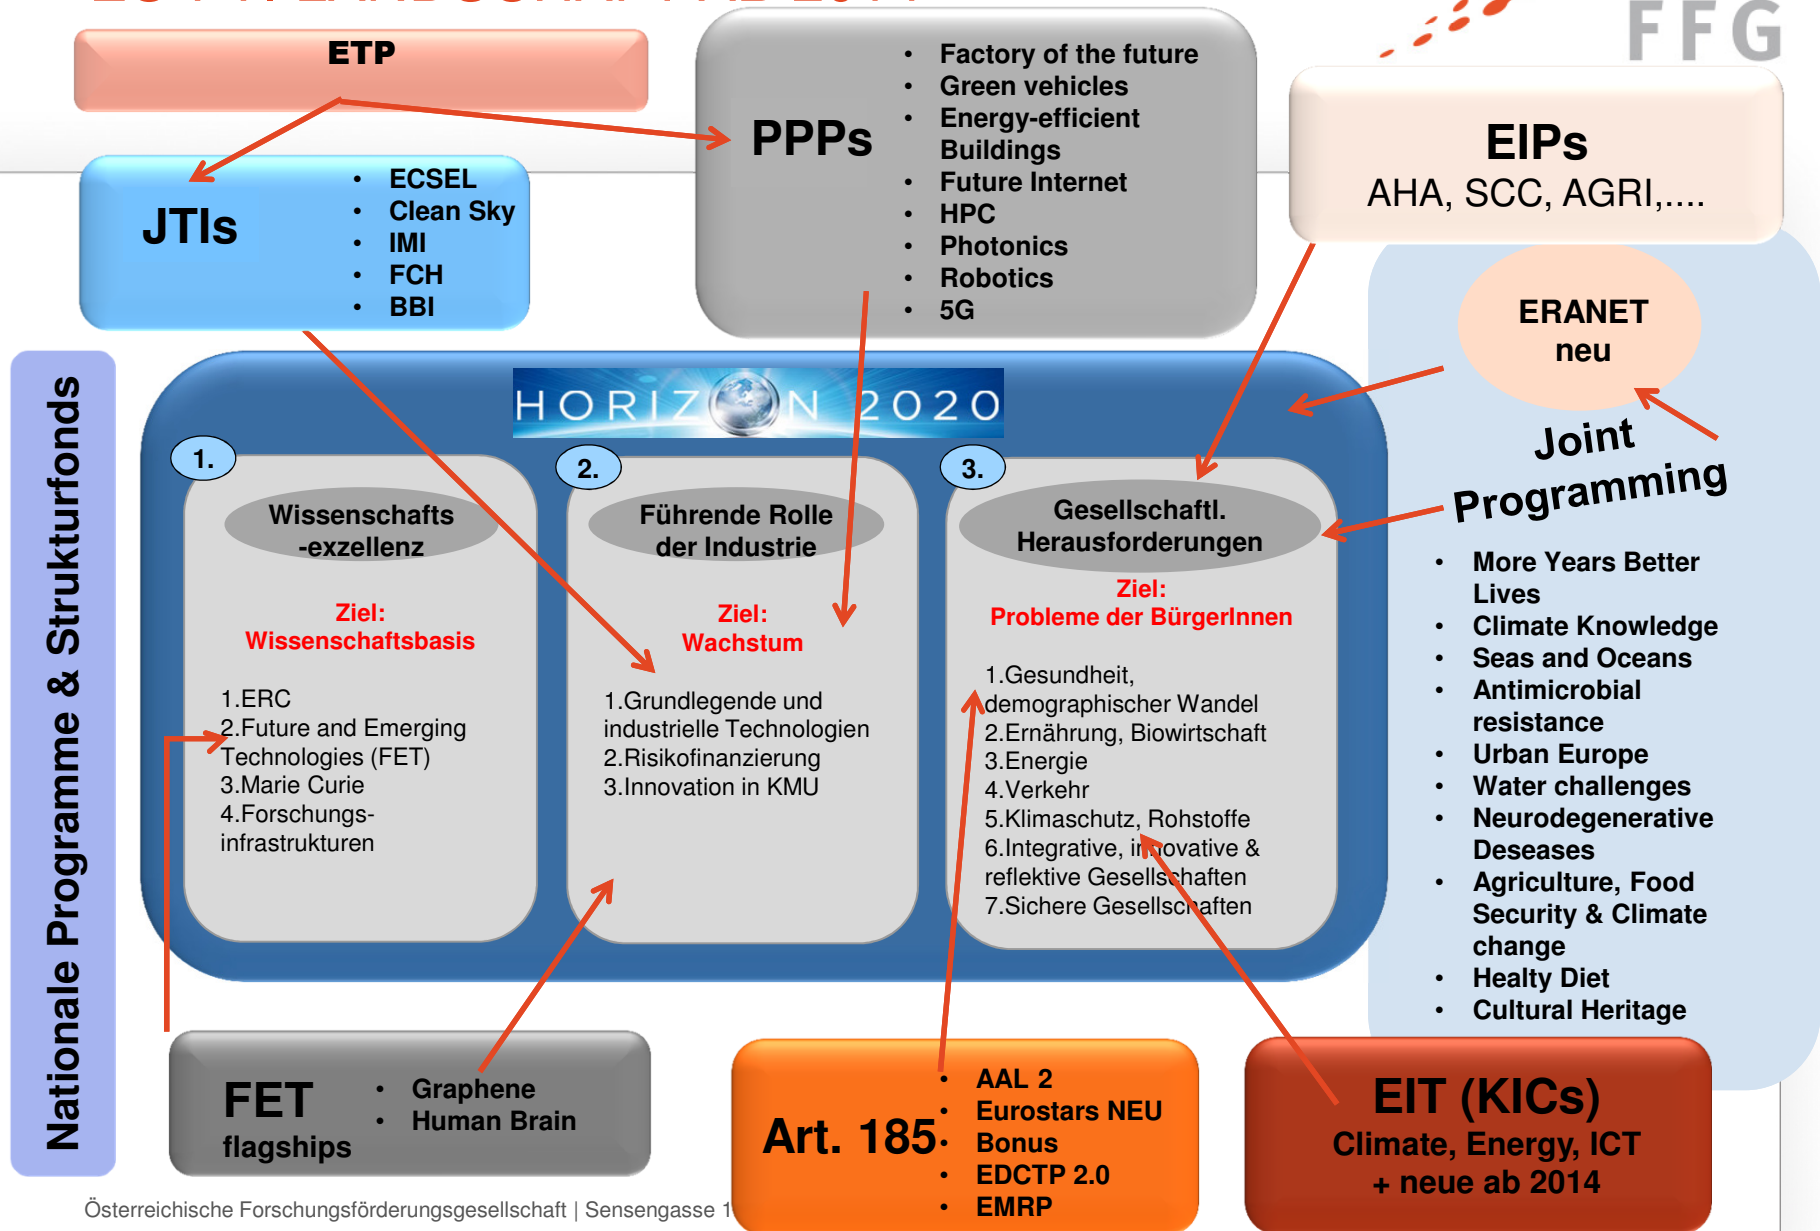 FFG
ETP
PPPs
• Factory of the future
• Green vehicles
• Energy-efficient
Buildings
• Future Internet
• HPC
• Photonics
• Robotics
• 5G
EIPs
AHA, SCC, AGRI,....
JTIs
• ECSEL
• Clean Sky
• IMI
• FCH
• BBI
ERANET
neu
Joint
Programming
• More Years Better
Lives
• Climate Knowledge
• Seas and Oceans
• Antimicrobial
resistance
• Urban Europe
• Water challenges
• Neurodegenerative
Deseases
• Agriculture, Food
Security & Climate
change
• Healty Diet
• Cultural Heritage
Nationale Programme & Strukturfonds
HORIZON 2020
1.
Wissenschafts
-exzellenz
Ziel:
Wissenschaftsbasis
1.ERC
2.Future and Emerging
Technologies (FET)
3.Marie Curie
4.Forschungs-
infrastrukturen
2.
Führende Rolle
der Industrie
Ziel:
Wachstum
1.Grundlegende und
industrielle Technologien
2.Risikofinanzierung
3.Innovation in KMU
3.
Gesellschaftl.
Herausforderungen
Ziel:
Probleme der BürgerInnen
1.Gesundheit,
demographischer Wandel
2.Ernährung, Biowirtschaft
3.Energie
4.Verkehr
5.Klimaschutz, Rohstoffe
6.Integrative, innovative &
reflektive Gesellschaften
7.Sichere Gesellschaften
FET
flagships
• Graphene
• Human Brain
Art. 185
• AAL 2
• Eurostars NEU
• Bonus
• EDCTP 2.0
• EMRP
EIT (KICs)
Climate, Energy, ICT
+ neue ab 2014
Österreichische Forschungsförderungsgesellschaft | Sensengasse 1